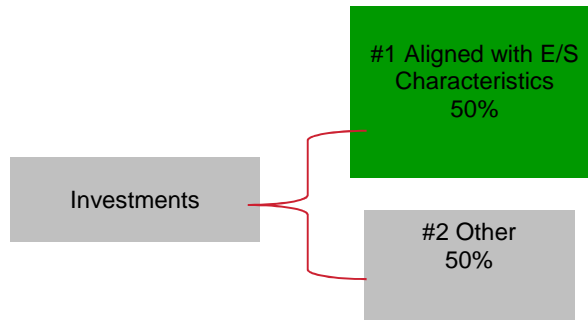 #1 Aligned with E/S
Characteristics
50%
Investments
#2 Other
50%